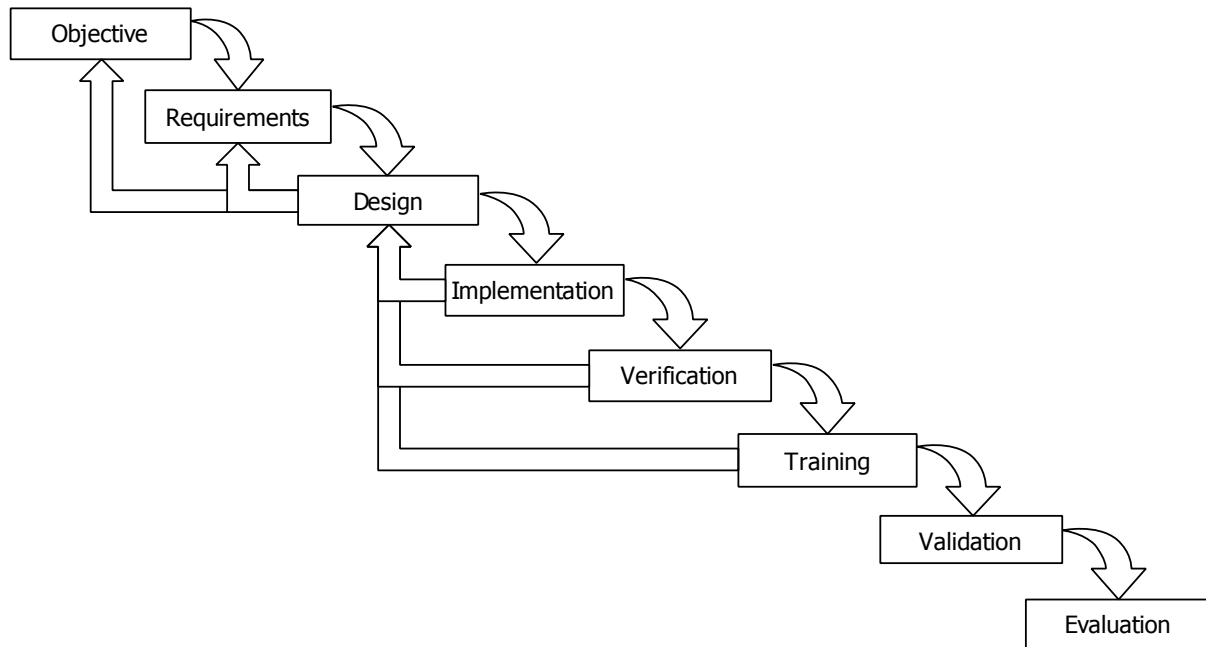 Objective
Requirements
Design
Implementation
Verification
Training
Validation
Evaluation